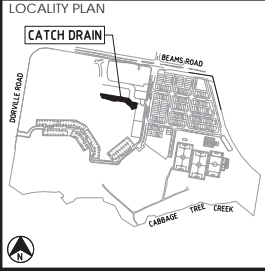 LOCALITY PLAN
CATCH DRAIN
BEAMS ROAD
DORVILLE ROAD
CABBAGE TREE CREEK
N